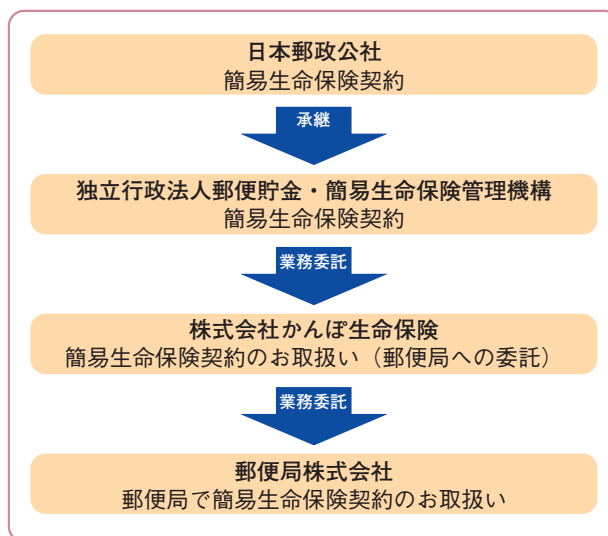 日本郵政公社
簡易生命保険契約
承継
独立行政法人郵便貯金・簡易生命保険管理機構
簡易生命保険契約
業務委託
株式会社かんぽ生命保険
簡易生命保険契約のお取扱い（郵便局への委託）
業務委託
郵便局株式会社
郵便局で簡易生命保険契約のお取扱い